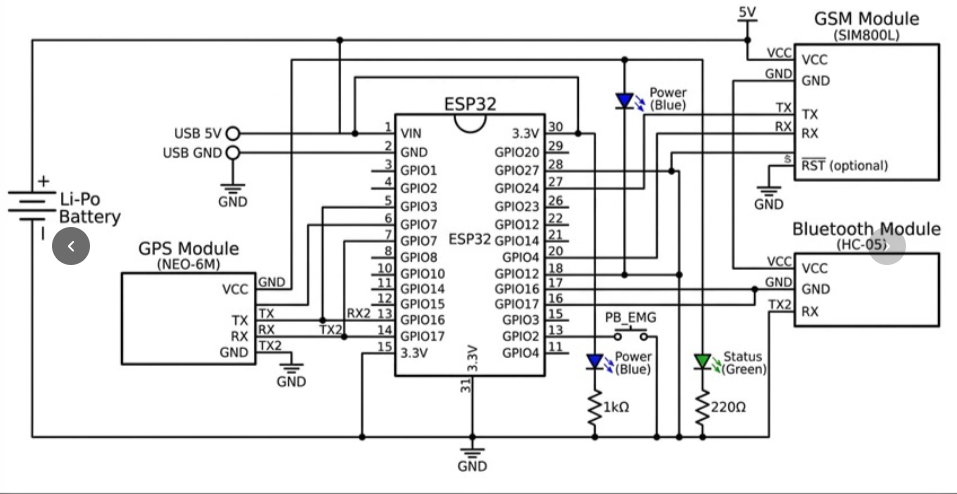 5V
GSM Module
(SIM800L)
VCC VCC
GND GND
TX TX
RX RX
s RST (optional)
GND
Power
(Blue)
ESP32
USB 5V
USB GND
GND
1 VIN 3.3V 30
2 GND GPIO20 29
3 GPIO1 GPIO27 28
4 GPIO2 GPIO24 27
5 GPIO3 GPIO23 26
6 GPIO7 GPIO12 22
7 GPIO7 ESP32 GPIO14 21
8 GPIO8 GPIO4 20
10 GPIO10 GPIO12 18
11 GPIO14 GPIO16 17
12 GPIO15 GPIO17 16
RX2 13 GPIO16 GPIO3 15
TX2 14 GPIO17 GPIO2 13
15 3.3V GPIO4 11
3.3V
31
GND
+
Li-Po
Battery
GPS Module
(NEO-6M)
VCC GND
TX TX
RX RX
GND TX2
GND
Bluetooth Module
(HC-05)
VCC VCC
GND GND
TX2 RX
PB_EMG
Power
(Blue)
1kΩ
Status
(Green)
220Ω